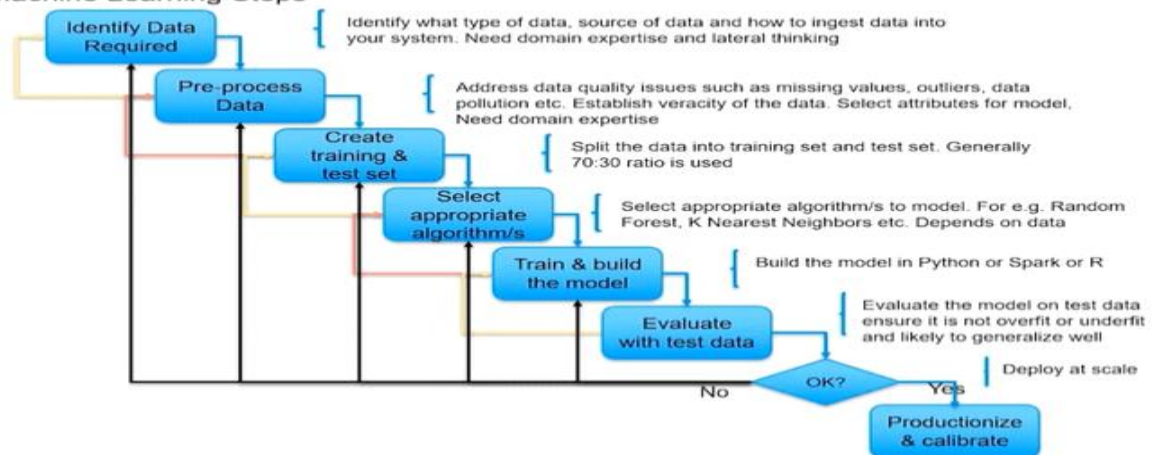 Machine Learning Steps
Identify Data
Required
Identify what type of data, source of data and how to ingest data into
your system. Need domain expertise and lateral thinking
Pre-process
Data
Address data quality issues such as missing values, outliers, data
pollution etc. Establish veracity of the data. Select attributes for model,
Need domain expertise
Create
training &
test set
Split the data into training set and test set. Generally
70:30 ratio is used
Select
appropriate
algorithm/s
Select appropriate algorithm/s to model. For e.g. Random
Forest, K Nearest Neighbors etc. Depends on data
Train & build
the model
Build the model in Python or Spark or R
Evaluate
with test data
Evaluate the model on test data
ensure it is not overfit or underfit
and likely to generalize well
OK?
No
Yes
Deploy at scale
Productionize
& calibrate